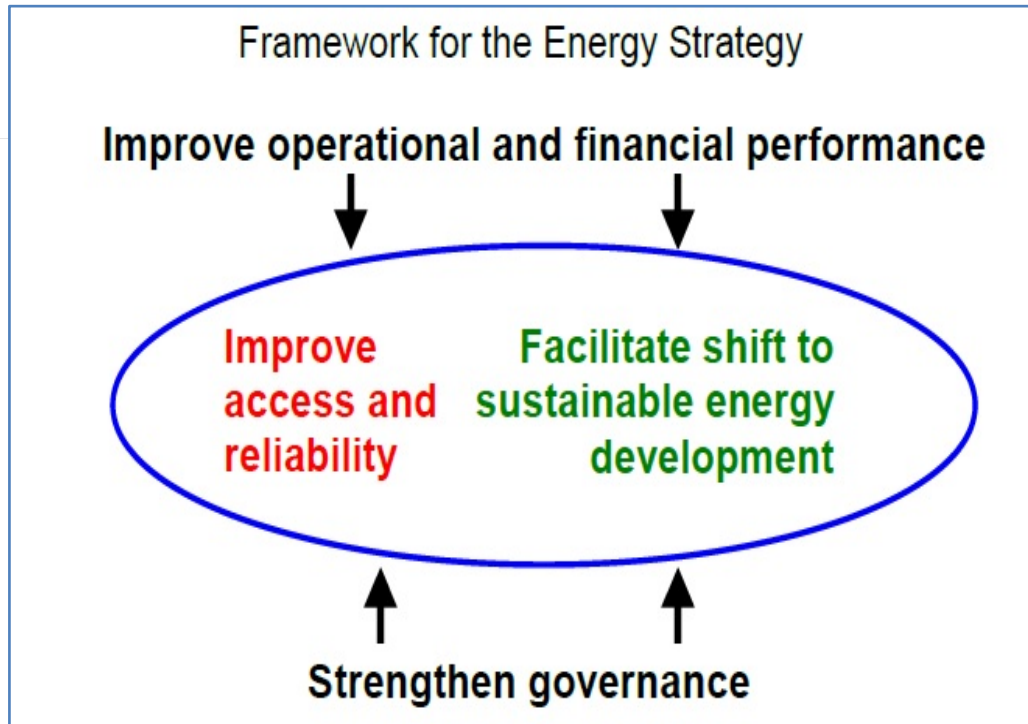 Framework for the Energy Strategy
Improve operational and financial performance
Improve
access and
reliability
Facilitate shift to
sustainable energy
development
Strengthen governance